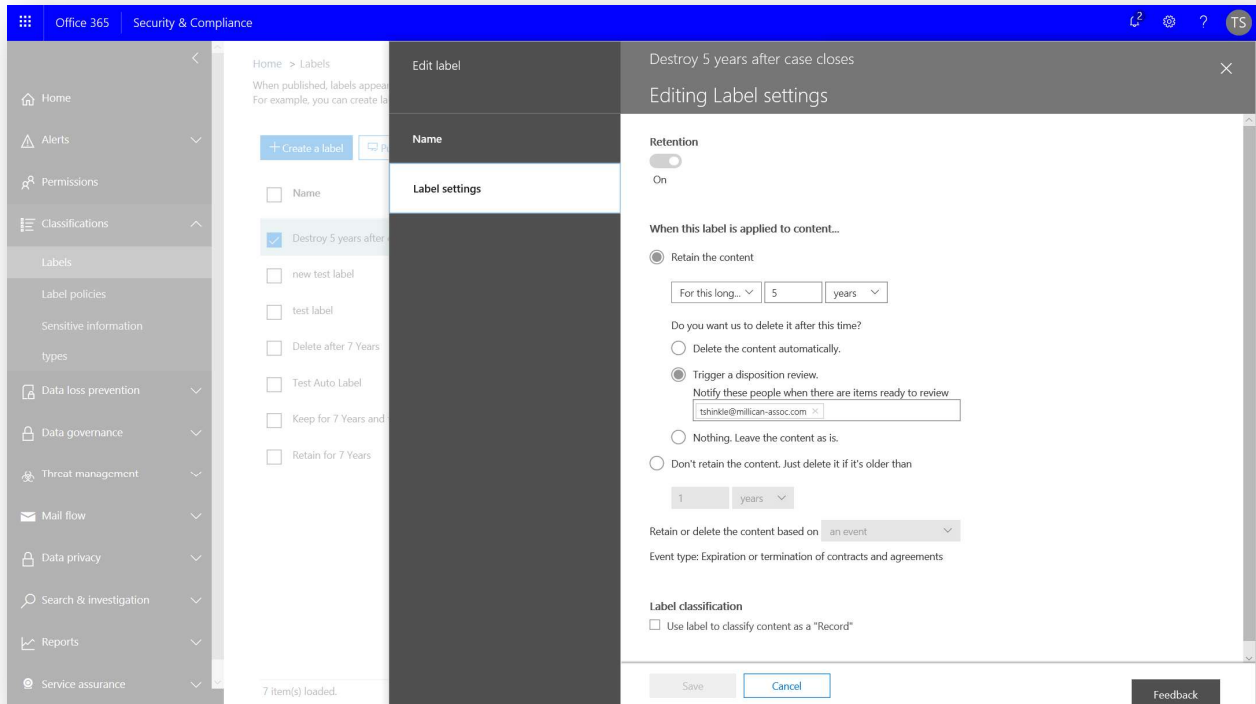 Office 365
Security & Compliance
2
TS
Home
Alerts
Permissions
Classifications
Labels
Label policies
Sensitive information
types
Data loss prevention
Data governance
Threat management
Mail flow
Data privacy
Search & investigation
Reports
Service assurance
Home > Labels
When published, labels appear
For example, you can create la
+ Create a label
Name
Destroy 5 years after
new test label
test label
Delete after 7 Years
Test Auto Label
Keep for 7 Years and
Retain for 7 Years
7 item(s) loaded.
Edit label
Name
Label settings
Destroy 5 years after case closes
Editing Label settings
Retention
On
When this label is applied to content...
Retain the content
For this long... 5 years
Do you want us to delete it after this time?
Delete the content automatically.
Trigger a disposition review.
Notify these people when there are items ready to review
tshinkle@millican-assoc.com ×
Nothing. Leave the content as is.
Don't retain the content. Just delete it if it's older than
1 years
Retain or delete the content based on an event
Event type: Expiration or termination of contracts and agreements
Label classification
Use label to classify content as a "Record"
Save
Cancel
Feedback